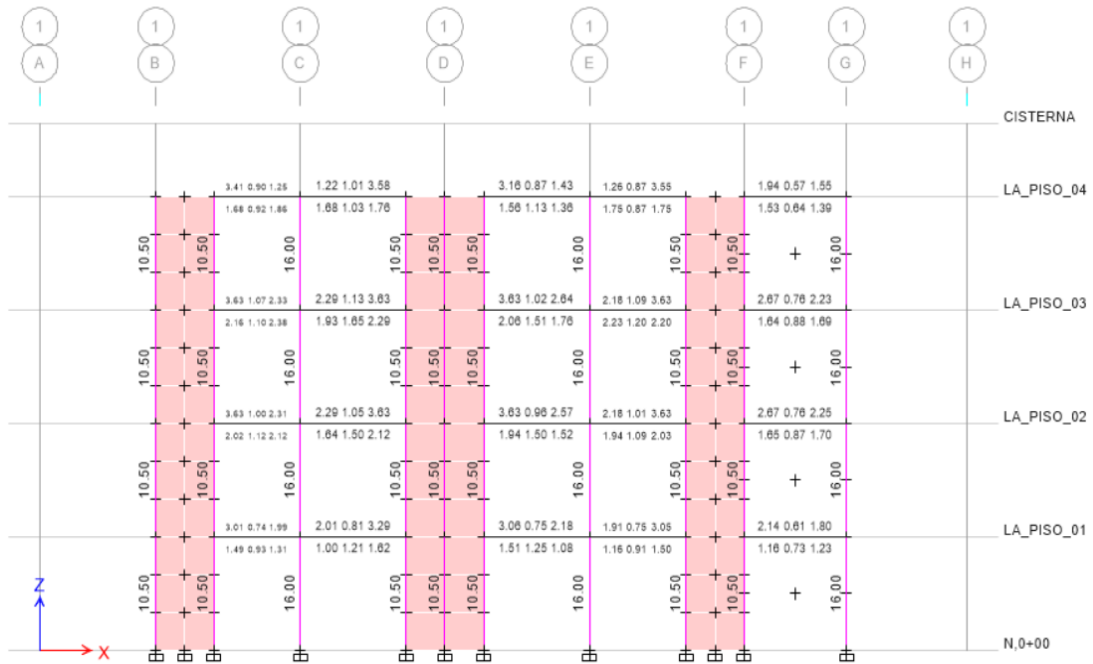 1 1 1 1 1 1 1 1
A B C D E F G H
CISTERNA
3.41 0.90 1.25 1.22 1.01 3.58 3.16 0.87 1.43 1.26 0.87 3.55 1.94 0.57 1.55 LA_PISO_04
1.68 0.92 1.86 1.68 1.03 1.76 1.56 1.13 1.36 1.75 0.87 1.75 1.53 0.64 1.39
10.50 10.50 16.00 10.50 10.50 10.50 16.00 10.50 10.50 16.00
3.63 1.07 2.33 2.29 1.13 3.63 3.63 1.02 2.64 2.18 1.09 3.63 2.67 0.76 2.23 LA_PISO_03
2.16 1.10 2.38 1.93 1.65 2.29 2.06 1.51 1.76 2.23 1.20 2.20 1.64 0.88 1.69
10.50 10.50 16.00 10.50 10.50 10.50 16.00 10.50 10.50 16.00
3.63 1.00 2.31 2.29 1.05 3.63 3.63 0.96 2.57 2.18 1.01 3.63 2.67 0.76 2.25 LA_PISO_02
2.02 1.12 2.12 1.64 1.50 2.12 1.94 1.50 1.52 1.94 1.09 2.03 1.65 0.87 1.70
10.50 10.50 16.00 10.50 10.50 10.50 16.00 10.50 10.50 16.00
3.01 0.74 1.99 2.01 0.81 3.29 3.06 0.75 2.18 1.91 0.75 3.05 2.14 0.61 1.80 LA_PISO_01
1.49 0.93 1.31 1.00 1.21 1.62 1.51 1.25 1.08 1.16 0.91 1.50 1.16 0.73 1.23
10.50 10.50 16.00 10.50 10.50 10.50 16.00 10.50 10.50 16.00
Z
X
N,0+00